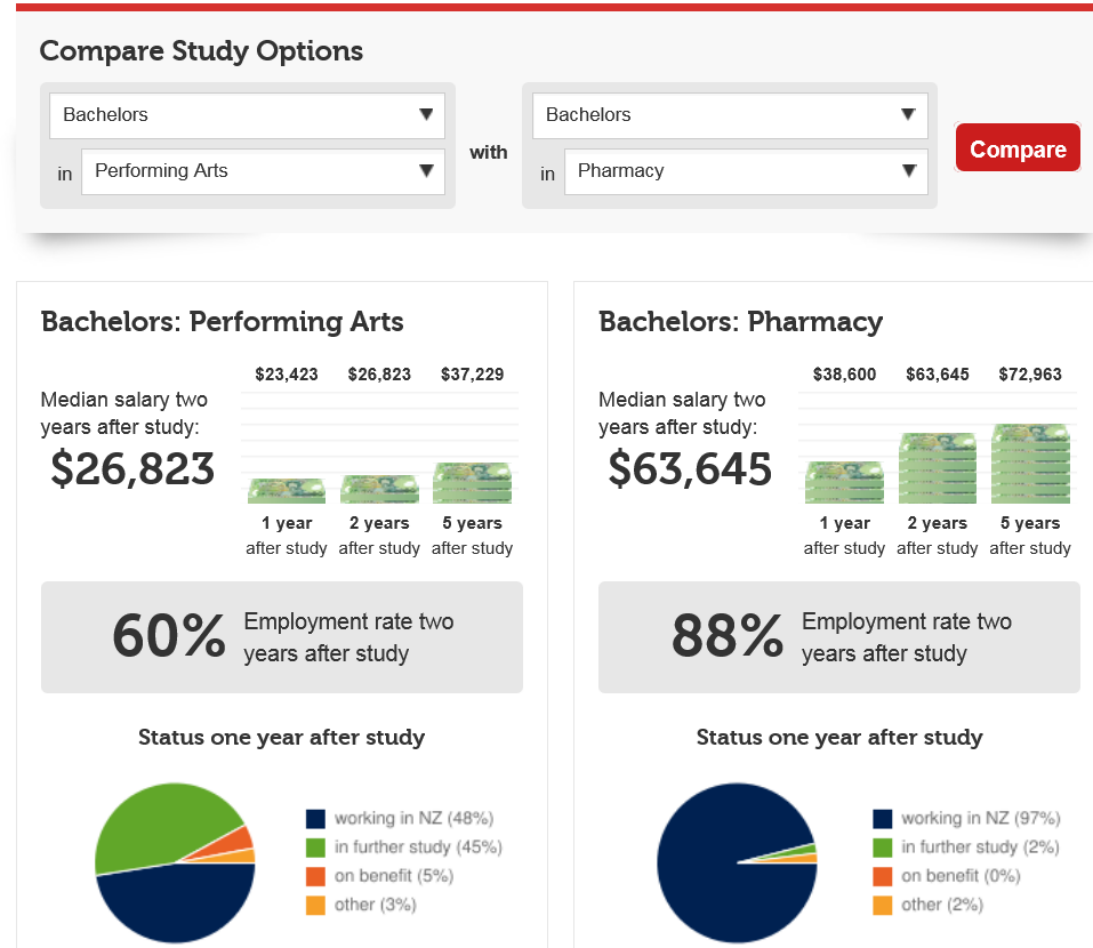 Compare Study Options
Bachelors
in Performing Arts
with
Bachelors
in Pharmacy
Compare
Bachelors: Performing Arts
Median salary two
years after study:
$26,823
$23,423 $26,823 $37,229
1 year 2 years 5 years
after study after study after study
60%
Employment rate two
years after study
Status one year after study
working in NZ (48%)
in further study (45%)
on benefit (5%)
other (3%)
Bachelors: Pharmacy
Median salary two
years after study:
$63,645
$38,600 $63,645 $72,963
1 year 2 years 5 years
after study after study after study
88%
Employment rate two
years after study
Status one year after study
working in NZ (97%)
in further study (2%)
on benefit (0%)
other (2%)